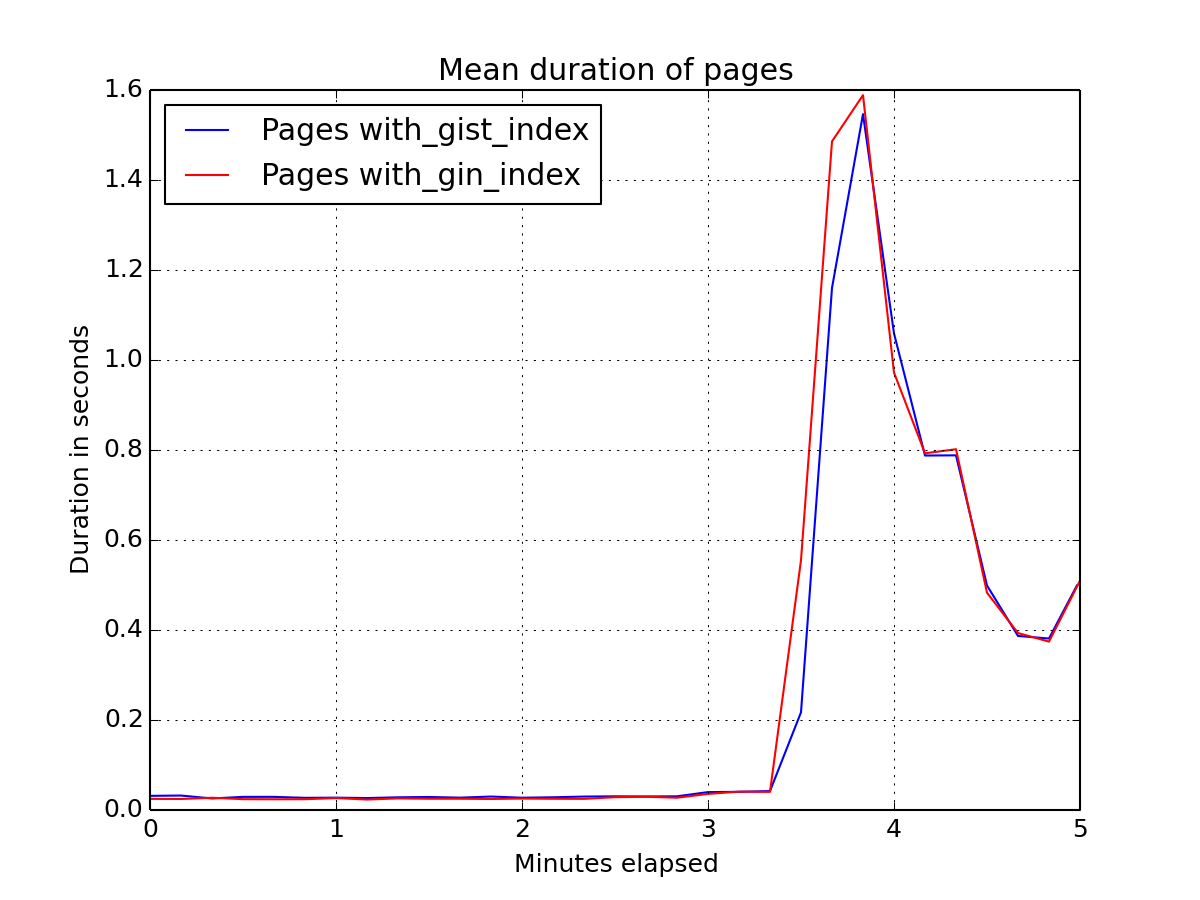 Mean duration of pages
1.6
Pages with_gist_index
Pages with_gin_index
1.4
1.2
1.0
0.8
0.6
0.4
0.2
0.0
Duration in seconds
0 1 2 3 4 5
Minutes elapsed